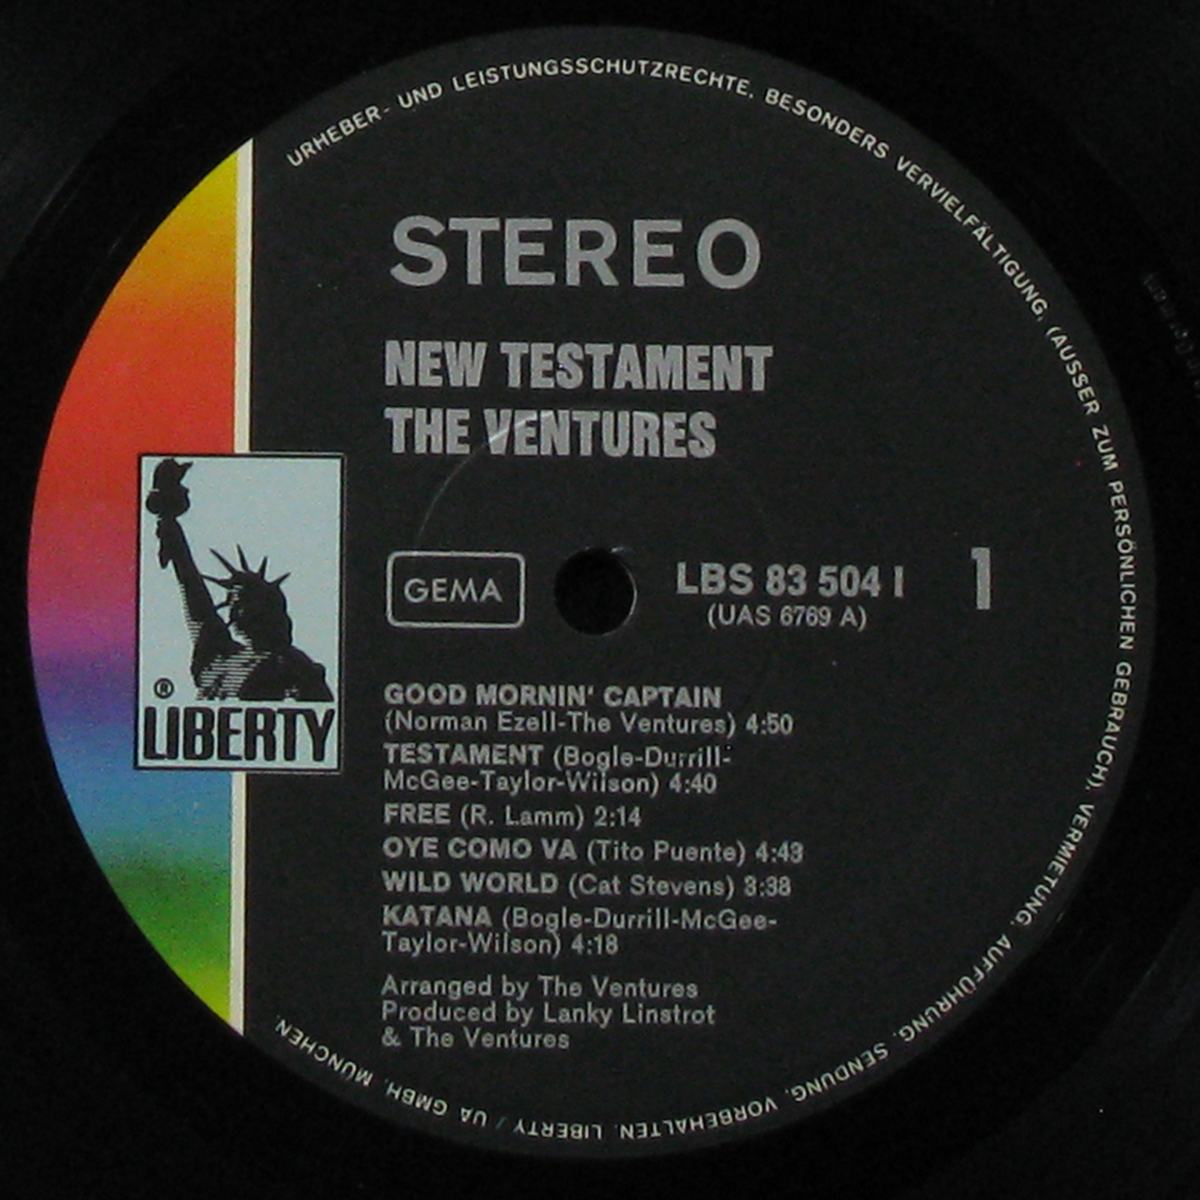 URHEBER- UND LEISTUNGSSCHUTZRECHTE, BESONDERS VERVIELFÄLTIGUNG, (AUSSER ZUM PERSÖNLICHEN GEBRAUCH), VERMIETUNG, AUFFÜHRUNG, SENDUNG, VORBEHALTEN. LIBERTY / UA GMBH, MÜNCHEN.
STEREO
NEW TESTAMENT
THE VENTURES
GEMA
LBS 83 504 I
1
(UAS 6769 A)
®
LIBERTY
GOOD MORNIN' CAPTAIN
(Norman Ezell-The Ventures) 4:50
TESTAMENT (Bogle-Durrill-
McGee-Taylor-Wilson) 4:40
FREE (R. Lamm) 2:14
OYE COMO VA (Tito Puente) 4:43
WILD WORLD (Cat Stevens) 3:38
KATANA (Bogle-Durrill-McGee-
Taylor-Wilson) 4:18
Arranged by The Ventures
Produced by Lanky Linstrot
& The Ventures